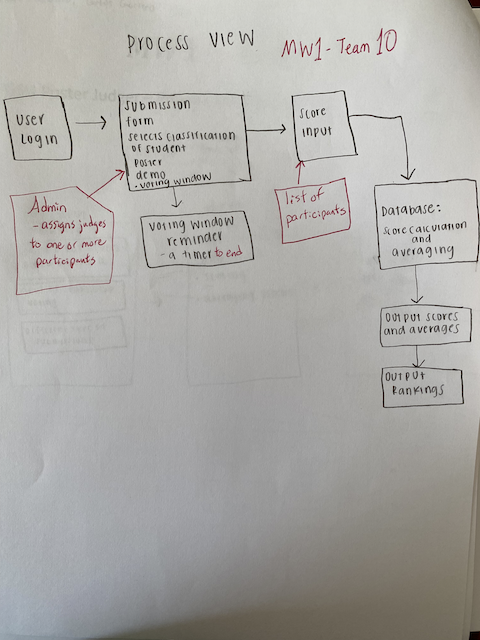 Process View
MW1 - Team 10
User
Login
Submission
form
selects classification
of student
poster
demo
- voting window
Score
Input
Admin
- assigns judges
to one or more
participants
Voting window
reminder
- a timer to end
list of
participants
Database:
score calculation
and
averaging
Output scores
and averages
Output
Rankings